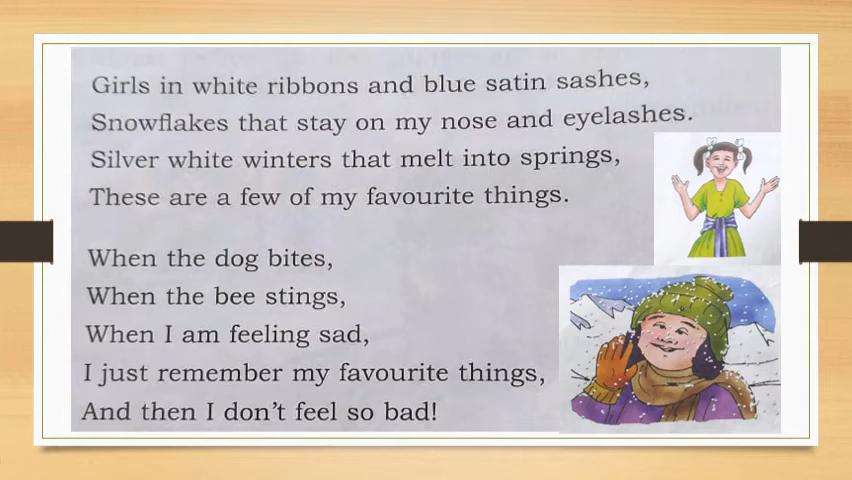 Girls in white ribbons and blue satin sashes,
Snowflakes that stay on my nose and eyelashes.
Silver white winters that melt into springs,
These are a few of my favourite things.
When the dog bites,
When the bee stings,
When I am feeling sad,
I just remember my favourite things,
And then I don't feel so bad!